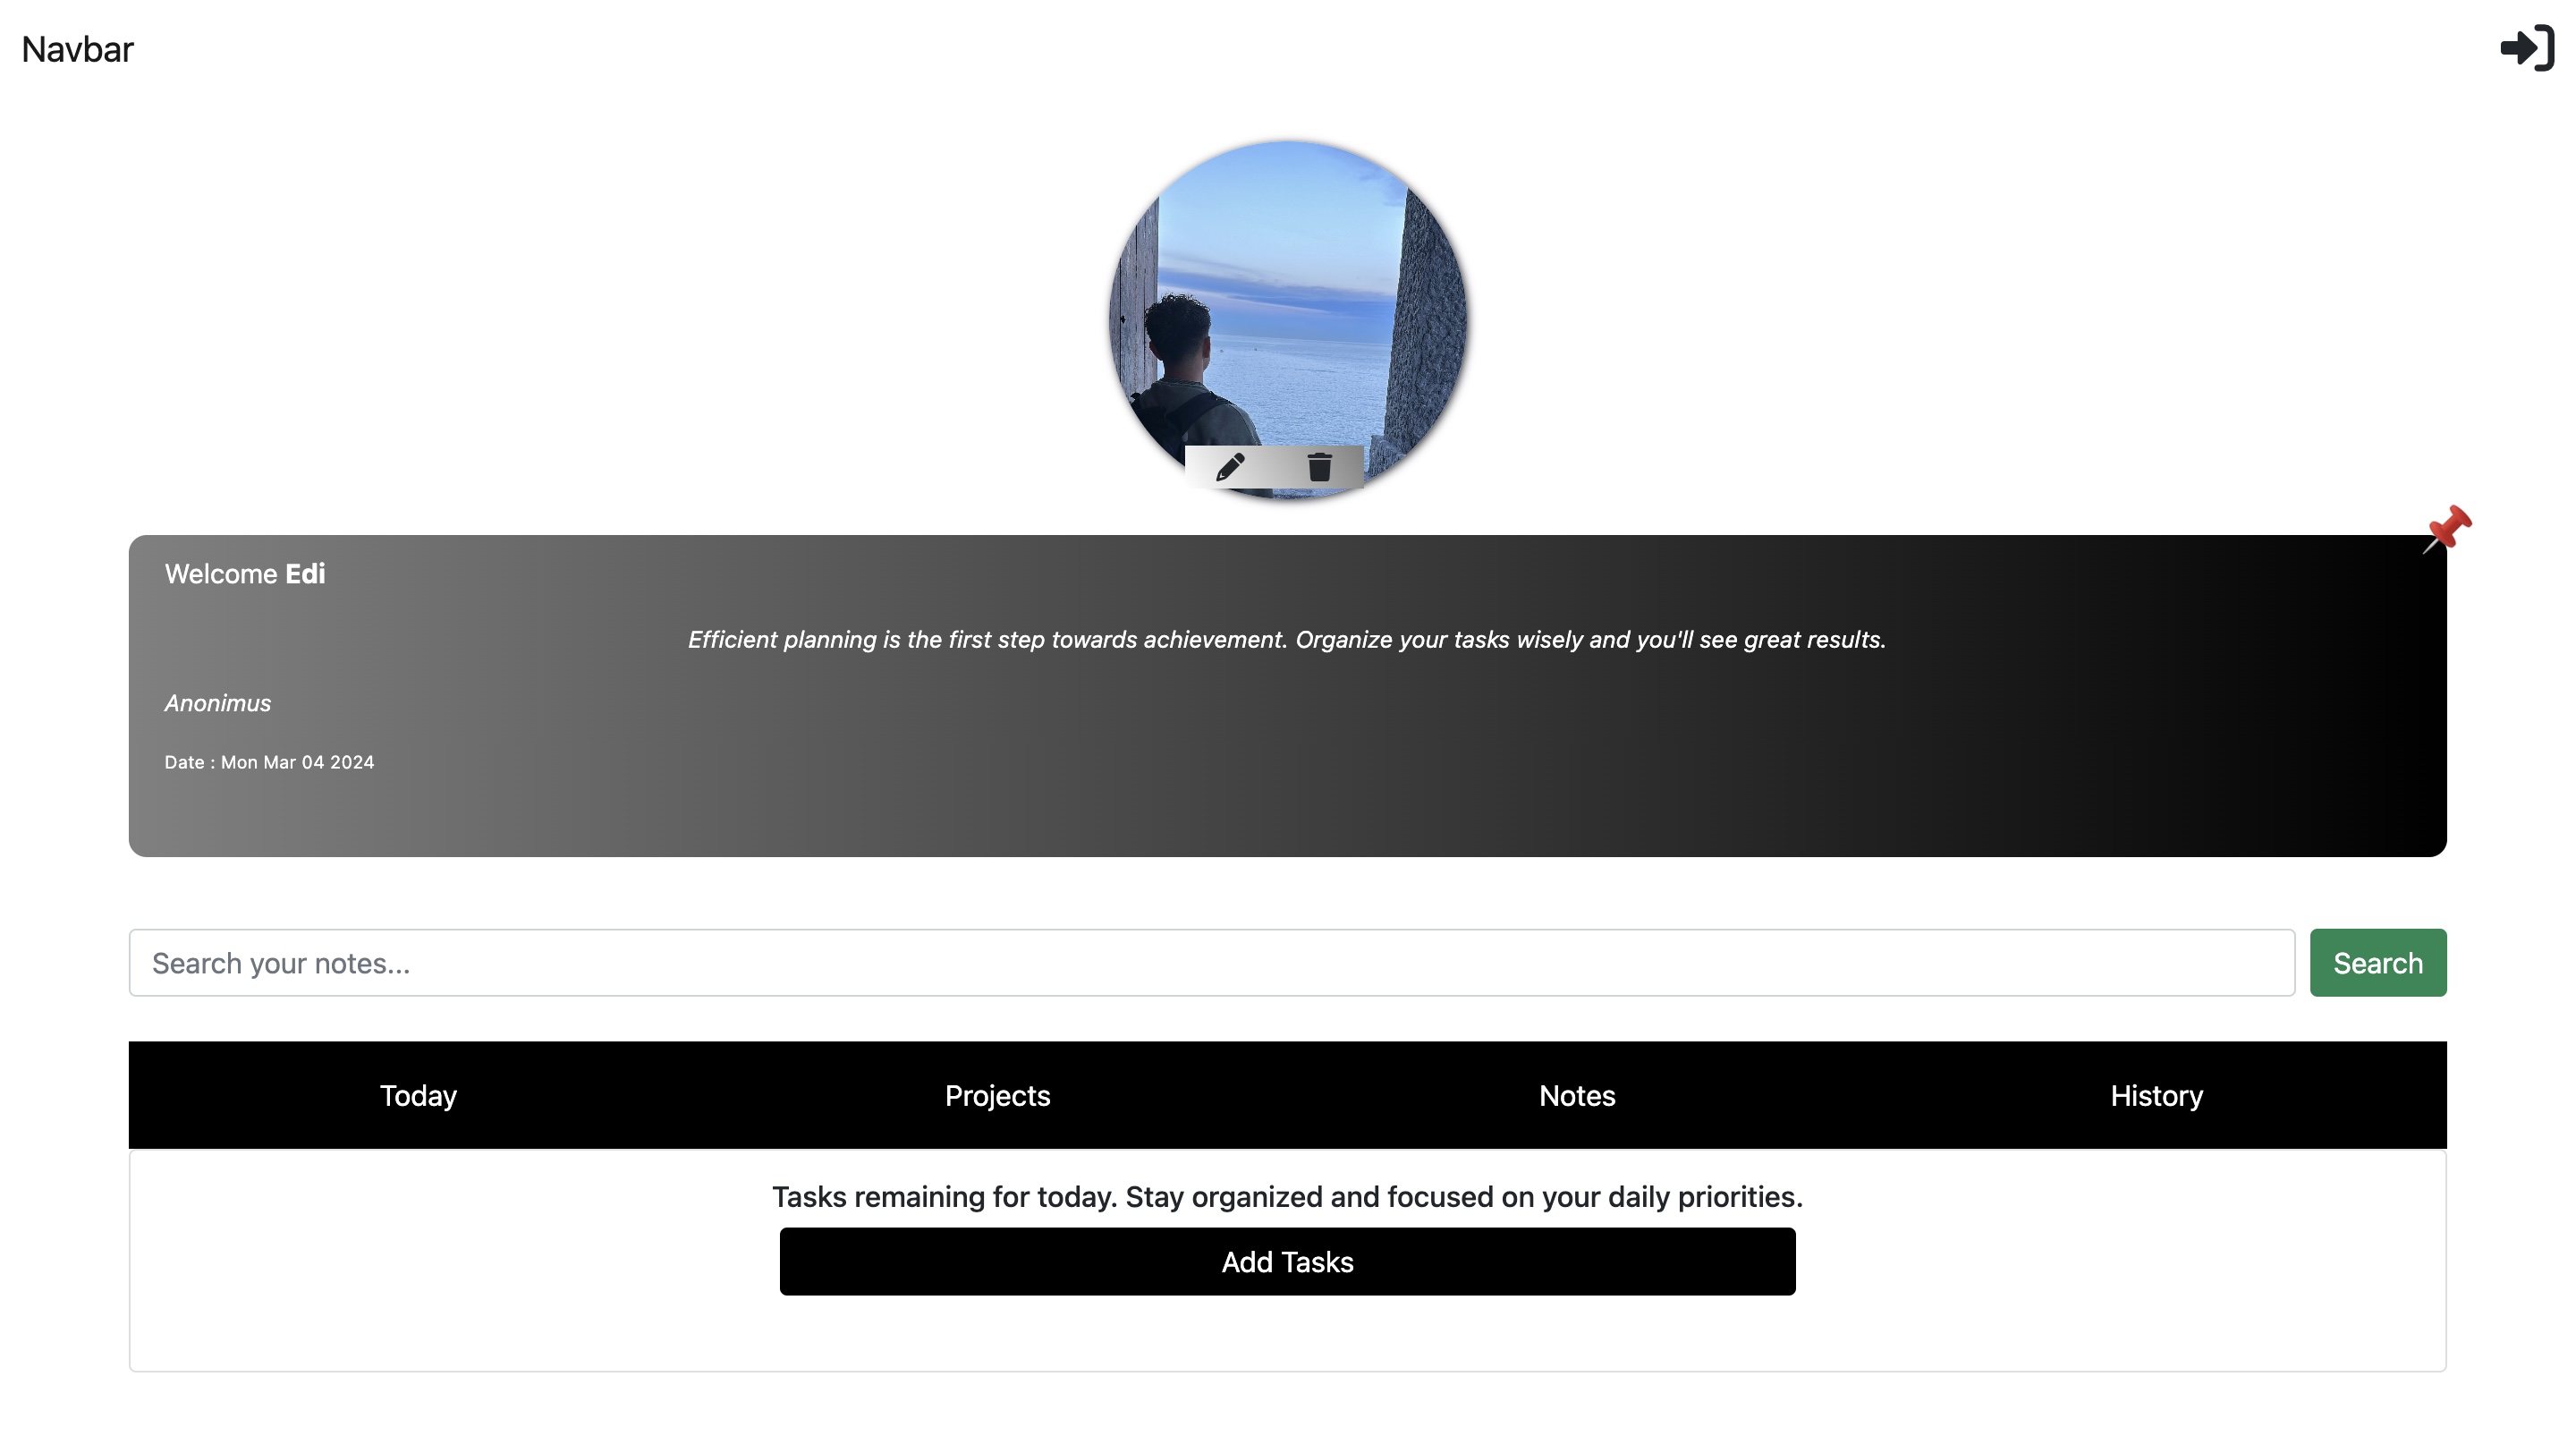 Navbar
Welcome Edi
Efficient planning is the first step towards achievement. Organize your tasks wisely and you'll see great results.
Anonimus
Date : Mon Mar 04 2024
Search your notes...
Search
Today
Projects
Notes
History
Tasks remaining for today. Stay organized and focused on your daily priorities.
Add Tasks